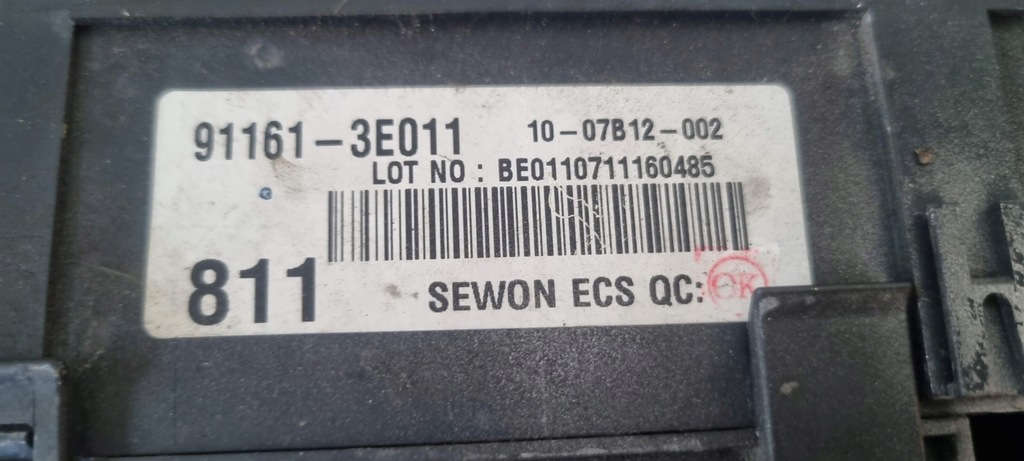 91161-3E011 10-07B12-002
LOT NO : BE0110711160485
811 SEWON ECS QC: OK